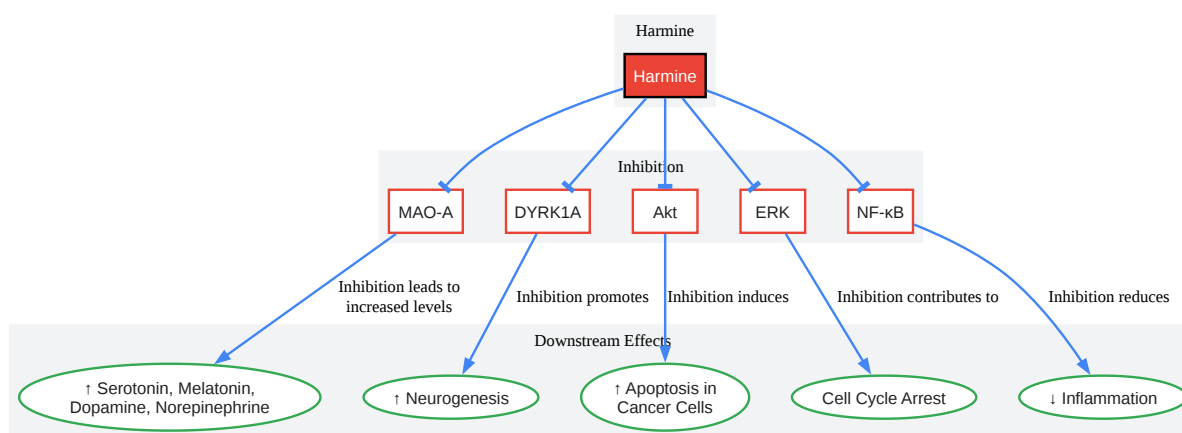 Harmine
Harmine
Inhibition
MAO-A
DYRK1A
Akt
ERK
NF-κB
Inhibition leads to
increased levels
Inhibition promotes
Inhibition induces
Inhibition contributes to
Inhibition reduces
Downstream Effects
↑ Serotonin, Melatonin,
Dopamine, Norepinephrine
↑ Neurogenesis
↑ Apoptosis in
Cancer Cells
Cell Cycle Arrest
↓ Inflammation